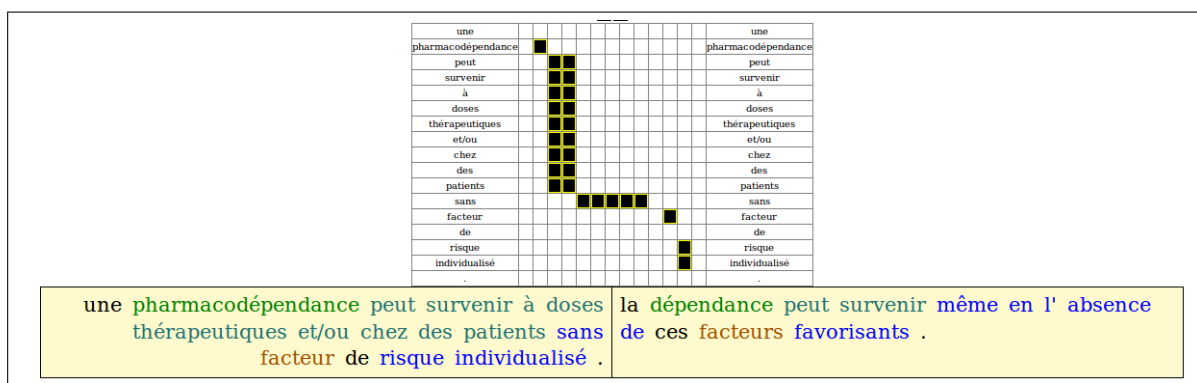 une une
pharmacodépendance pharmacodépendance
peut peut
survenir survenir
à à
doses doses
thérapeutiques thérapeutiques
et/ou et/ou
chez chez
des des
patients patients
sans sans
facteur facteur
de de
risque risque
individualisé individualisé
. .
une pharmacodépendance peut survenir à doses
thérapeutiques et/ou chez des patients sans
facteur de risque individualisé .
la dépendance peut survenir même en l' absence
de ces facteurs favorisants .